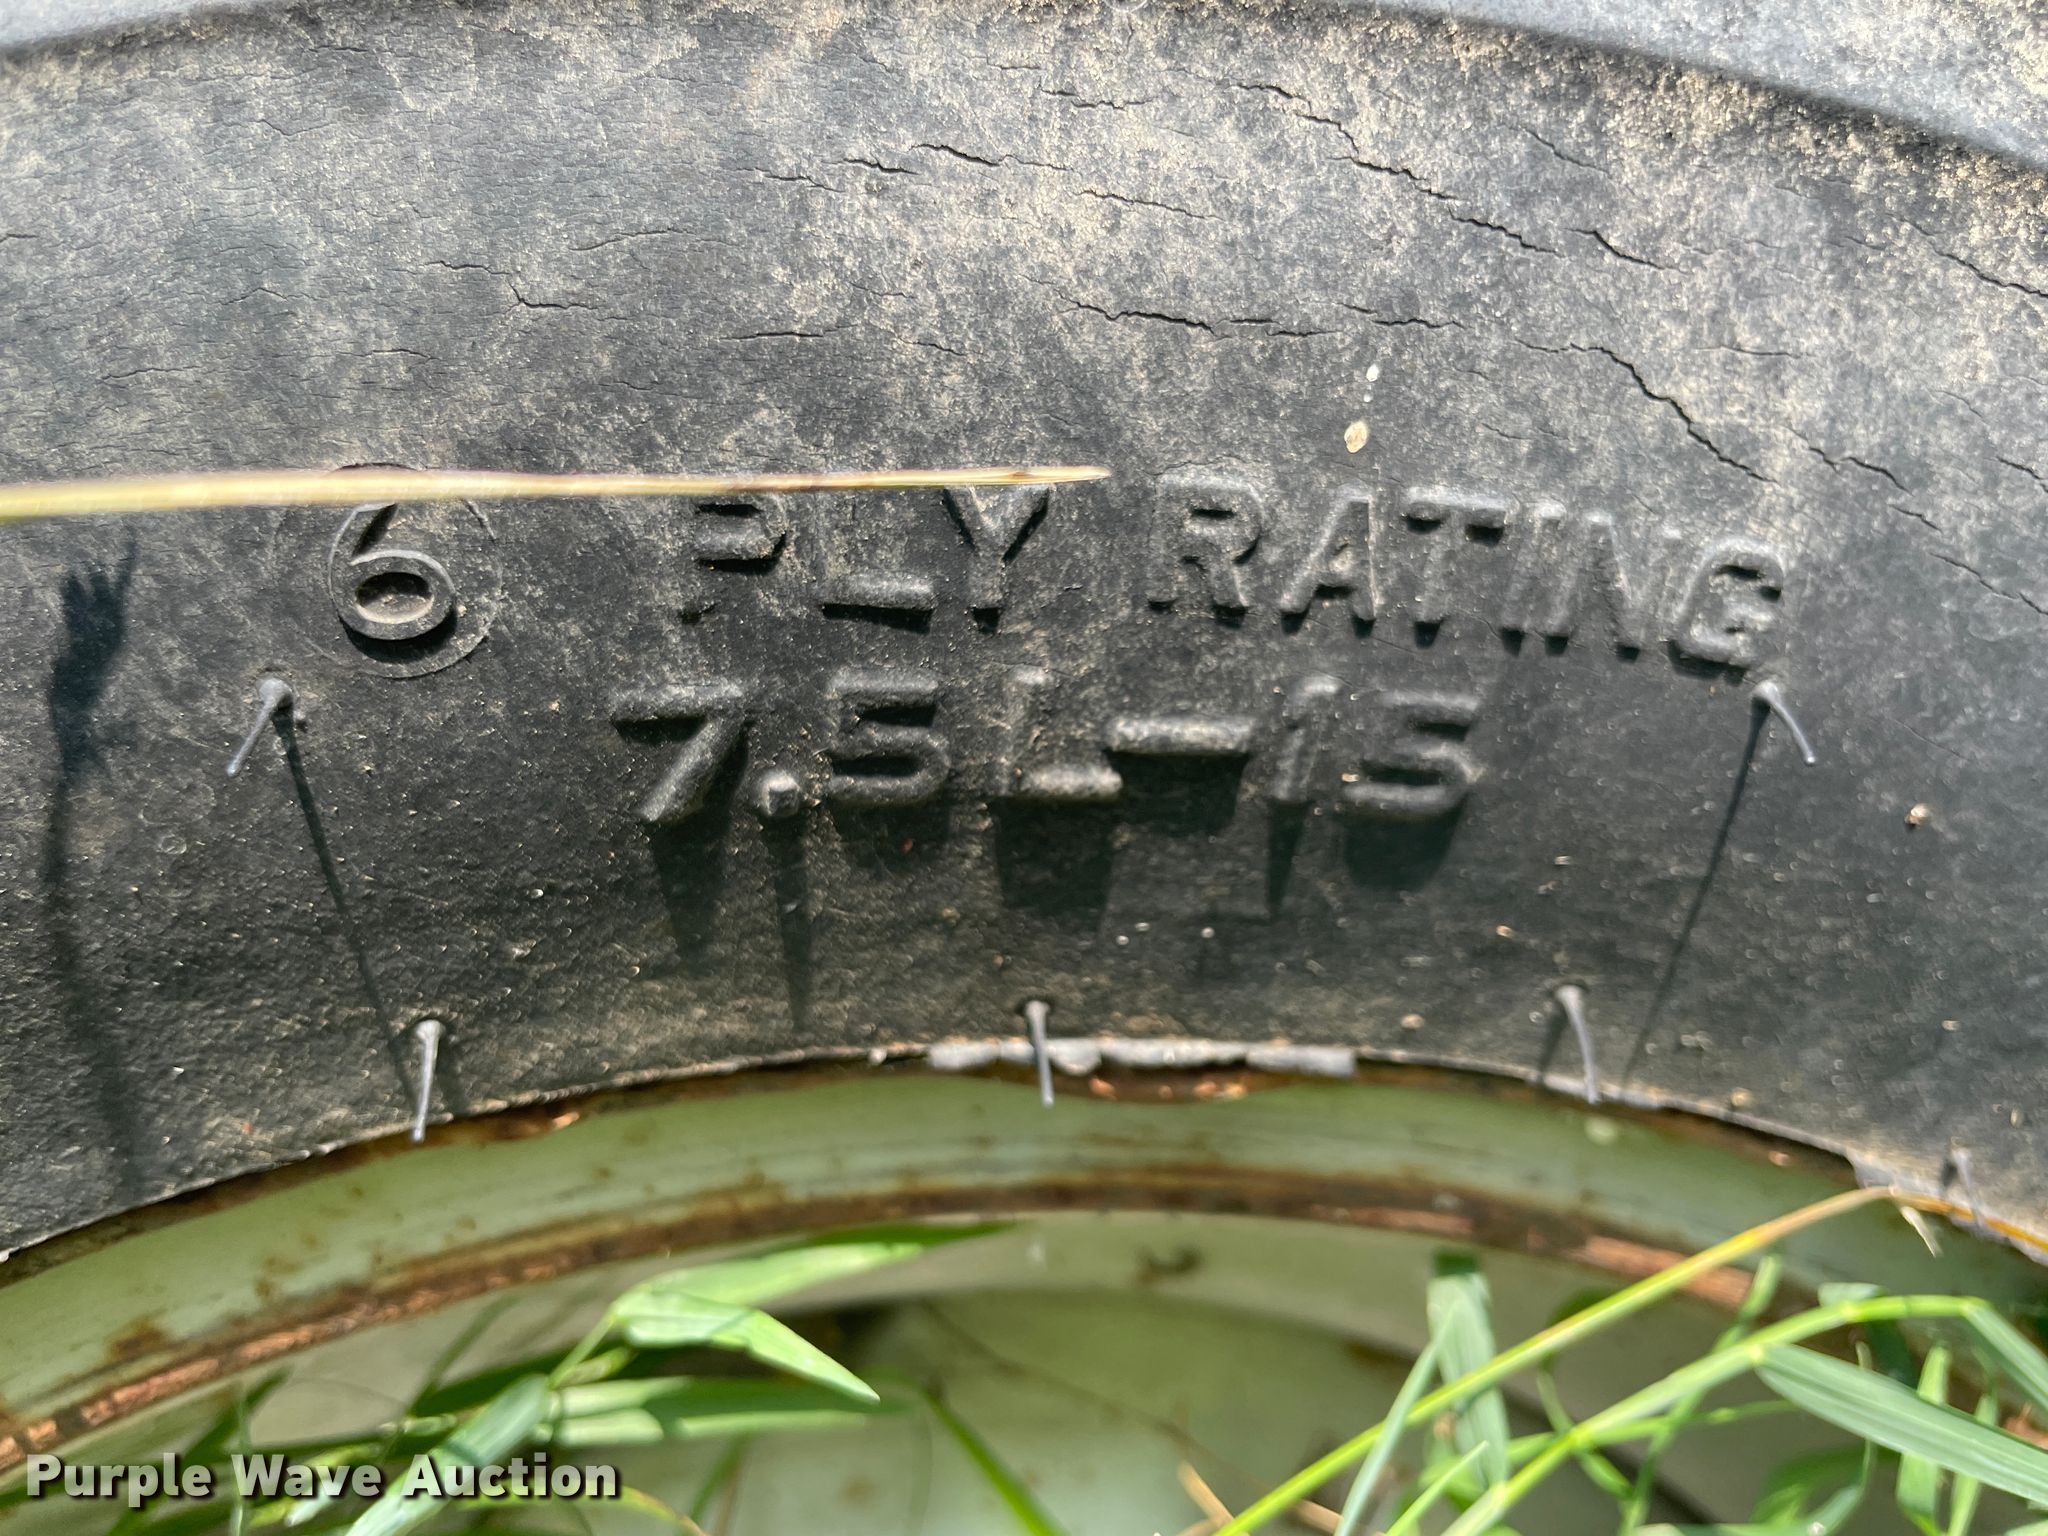 6 PLY RATING
7.5L-15
Purple Wave Auction